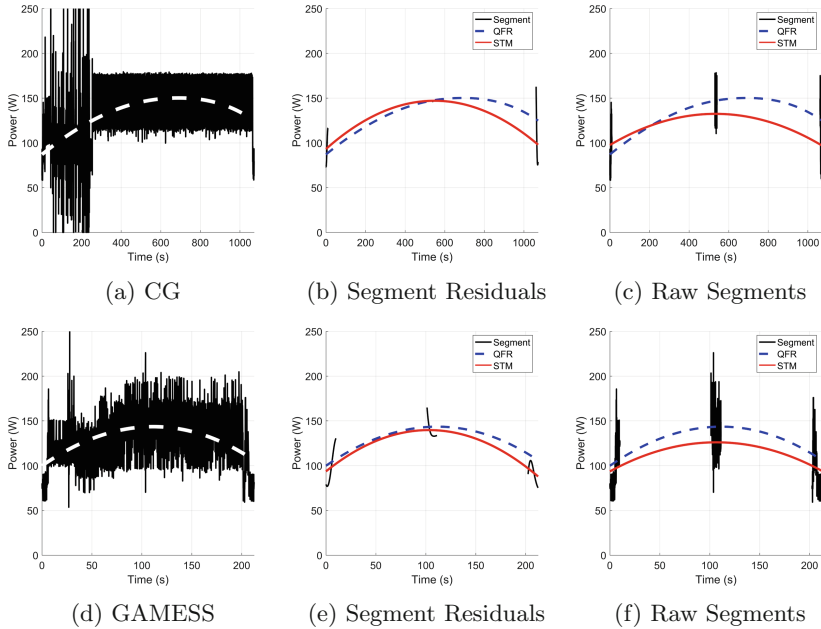 250
200
150
100
50
0
Power (W)
0 200 400 600 800 1000
Time (s)
(a) CG
250
200
150
100
50
0
Power (W)
0 200 400 600 800 1000
Time (s)
Segment
QFR
STM
(b) Segment Residuals
250
200
150
100
50
0
Power (W)
0 200 400 600 800 1000
Time (s)
Segment
QFR
STM
(c) Raw Segments
250
200
150
100
50
0
Power (W)
0 50 100 150 200
Time (s)
(d) GAMESS
250
200
150
100
50
0
Power (W)
0 50 100 150 200
Time (s)
Segment
QFR
STM
(e) Segment Residuals
250
200
150
100
50
0
Power (W)
0 50 100 150 200
Time (s)
Segment
QFR
STM
(f) Raw Segments